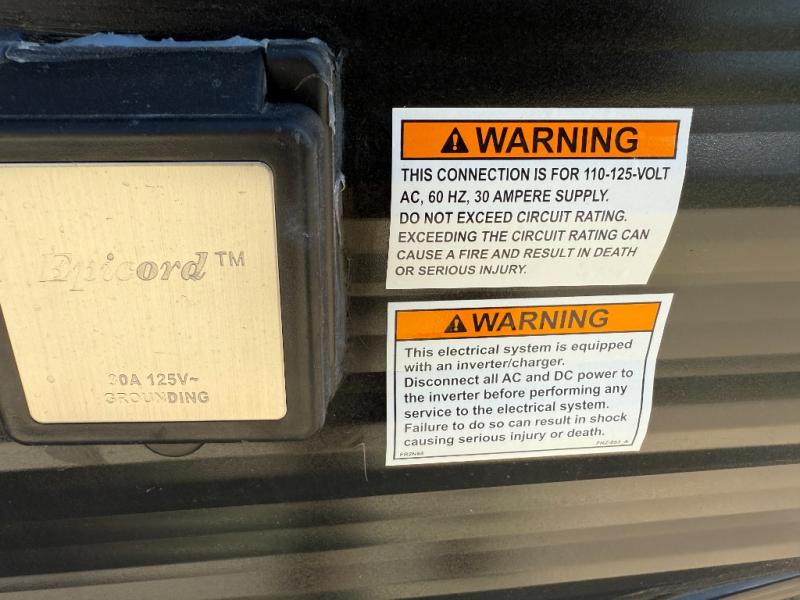 Epicord™
30A 125V~
GROUNDING
⚠ WARNING
THIS CONNECTION IS FOR 110-125-VOLT
AC, 60 HZ, 30 AMPERE SUPPLY.
DO NOT EXCEED CIRCUIT RATING.
EXCEEDING THE CIRCUIT RATING CAN
CAUSE A FIRE AND RESULT IN DEATH
OR SERIOUS INJURY.
⚠ WARNING
This electrical system is equipped
with an inverter/charger.
Disconnect all AC and DC power to
the inverter before performing any
service to the electrical system.
Failure to do so can result in shock
causing serious injury or death.